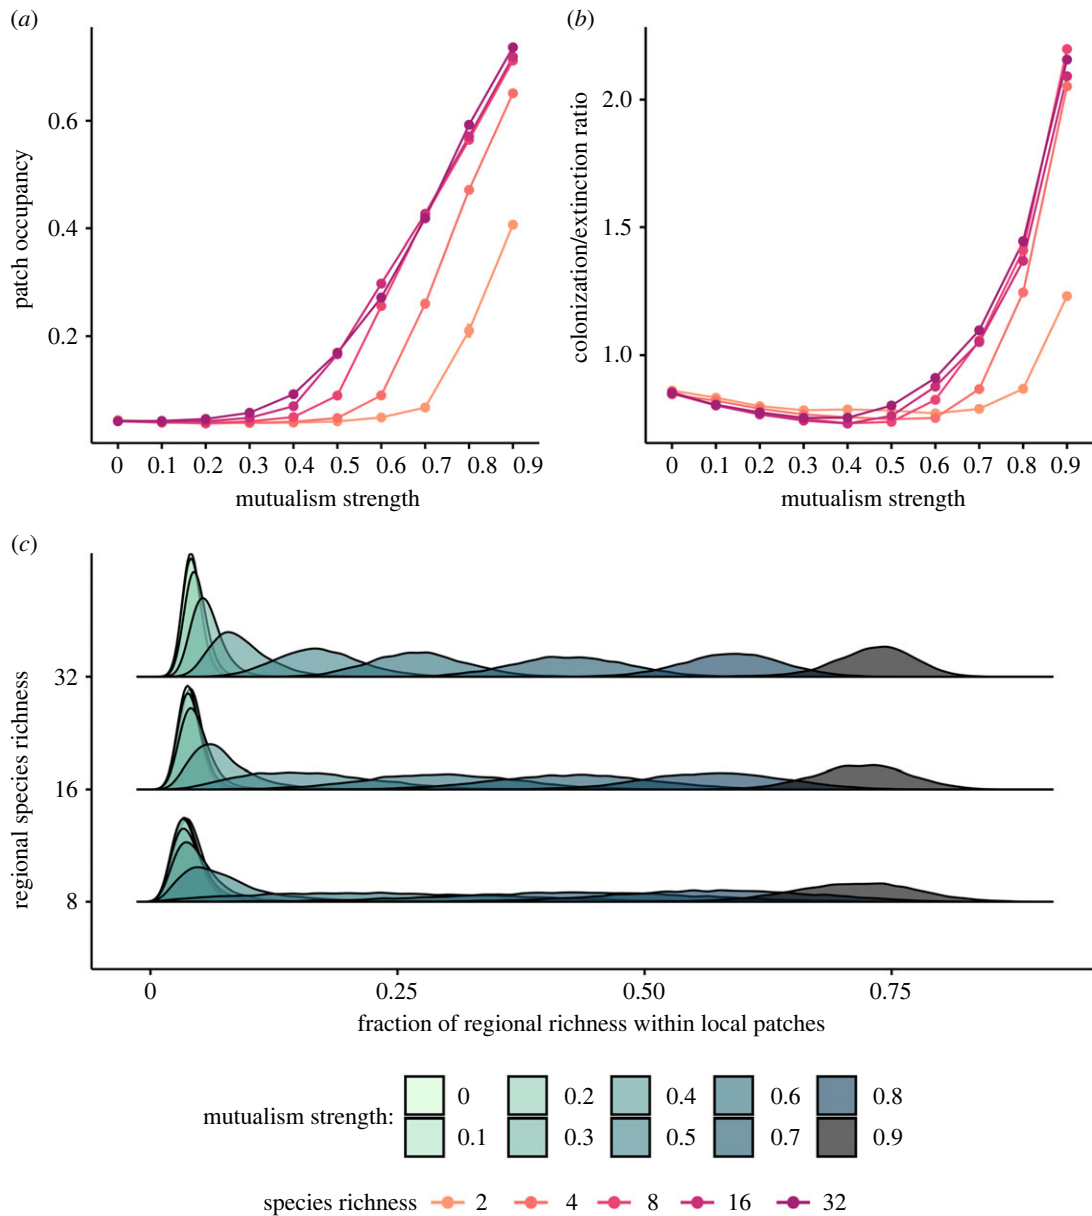 (a)
(b)
patch occupancy
0.6
0.4
0.2
0 0.1 0.2 0.3 0.4 0.5 0.6 0.7 0.8 0.9
mutualism strength
colonization/extinction ratio
2.0
1.5
1.0
0 0.1 0.2 0.3 0.4 0.5 0.6 0.7 0.8 0.9
mutualism strength
(c)
regional species richness
32
16
8
0 0.25 0.50 0.75
fraction of regional richness within local patches
mutualism strength:
0 0.2 0.4 0.6 0.8
0.1 0.3 0.5 0.7 0.9
species richness 2 4 8 16 32